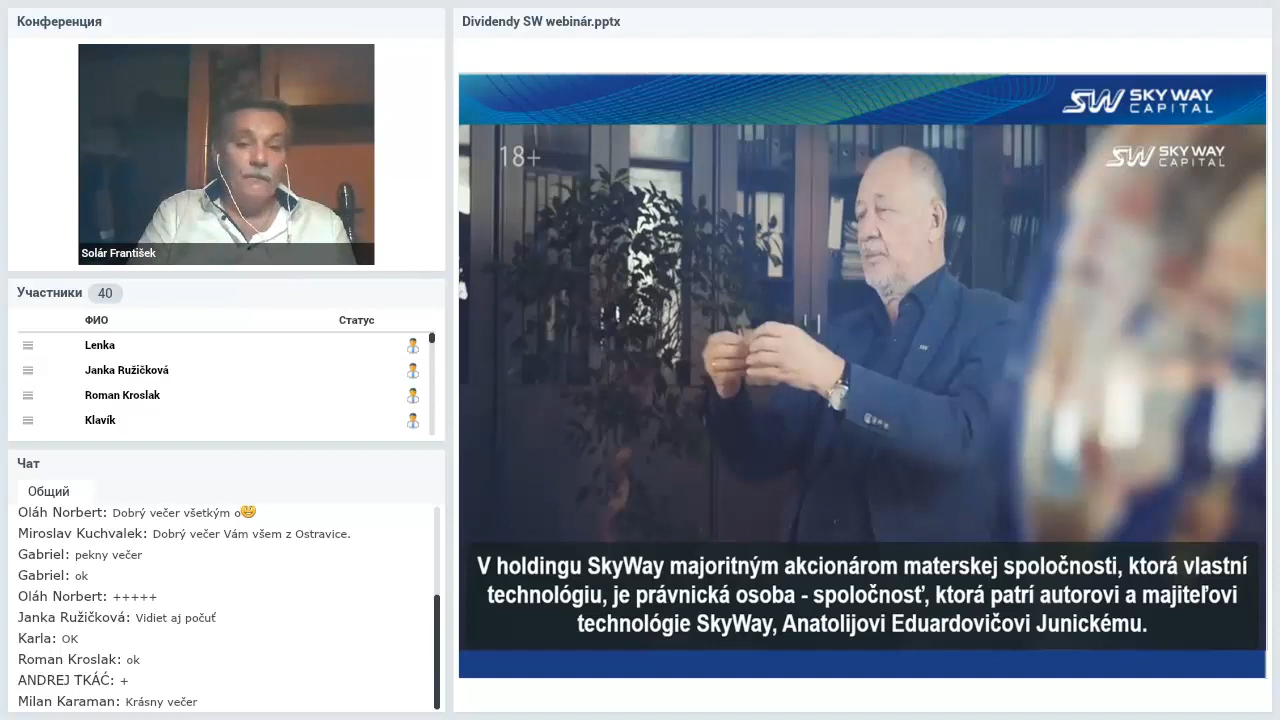 Конференция
Solár František
Участники 40
ФИО Статус
Lenka
Janka Ružičková
Roman Kroslak
Klavík
Чат
Общий
Oláh Norbert: Dobrý večer všetkým o
Miroslav Kuchvalek: Dobrý večer Vám všem z Ostravice.
Gabriel: pekny večer
Gabriel: ok
Oláh Norbert: +++++
Janka Ružičková: Vidiet aj počuť
Karla: OK
Roman Kroslak: ok
ANDREJ TKÁČ: +
Milan Karaman: Krásny večer
Dividendy SW webinár.pptx
SW SKY WAY
CAPITAL
18+
SW SKY WAY
CAPITAL
V holdingu SkyWay majoritným akcionárom materskej spoločnosti, ktorá vlastní
technológiu, je právnická osoba - spoločnosť, ktorá patrí autorovi a majiteľovi
technológie SkyWay, Anatolijovi Eduardovičovi Junickému.